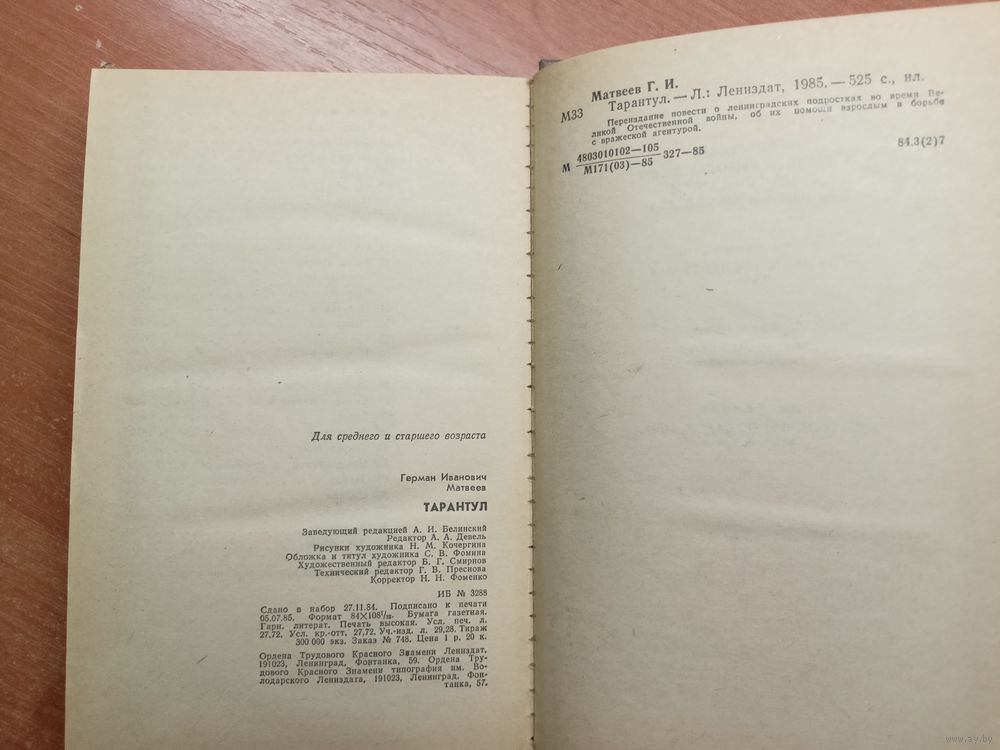 Для среднего и старшего возраста
Герман Иванович
Матвеев
ТАРАНТУЛ
Заведующий редакцией А. И. Белинский
Редактор А. А. Девель
Рисунки художника Н. М. Кочергина
Обложка и титул художника С. В. Фомина
Художественный редактор Б. Г. Смирнов
Технический редактор Г. В. Преснова
Корректор Н. Н. Фоменко
ИБ № 3288
Сдано в набор 27.11.84. Подписано к печати
05.07.85. Формат 84×108¹/₃₂. Бумага газетная.
Гарн. литерат. Печать высокая. Усл. печ. л.
27,72. Усл. кр.-отт. 27,72. Уч.-изд. л. 29,28. Тираж
300 000 экз. Заказ № 748. Цена 1 р. 20 к.
Ордена Трудового Красного Знамени Лениздат,
191023, Ленинград, Фонтанка, 59. Ордена Тру-
дового Красного Знамени типография им. Во-
лодарского Лениздата, 191023, Ленинград, Фон-
танка, 57.
Матвеев Г. И.
М33 Тарантул. — Л.: Лениздат, 1985. — 525 с., ил.
Переиздание повести о ленинградских подростках во время Ве-
ликой Отечественной войны, об их помощи взрослым в борьбе
с вражеской агентурой.
М 4803010102—105 327—85 84.3(2)7
М171(03)—85
www.ay.by